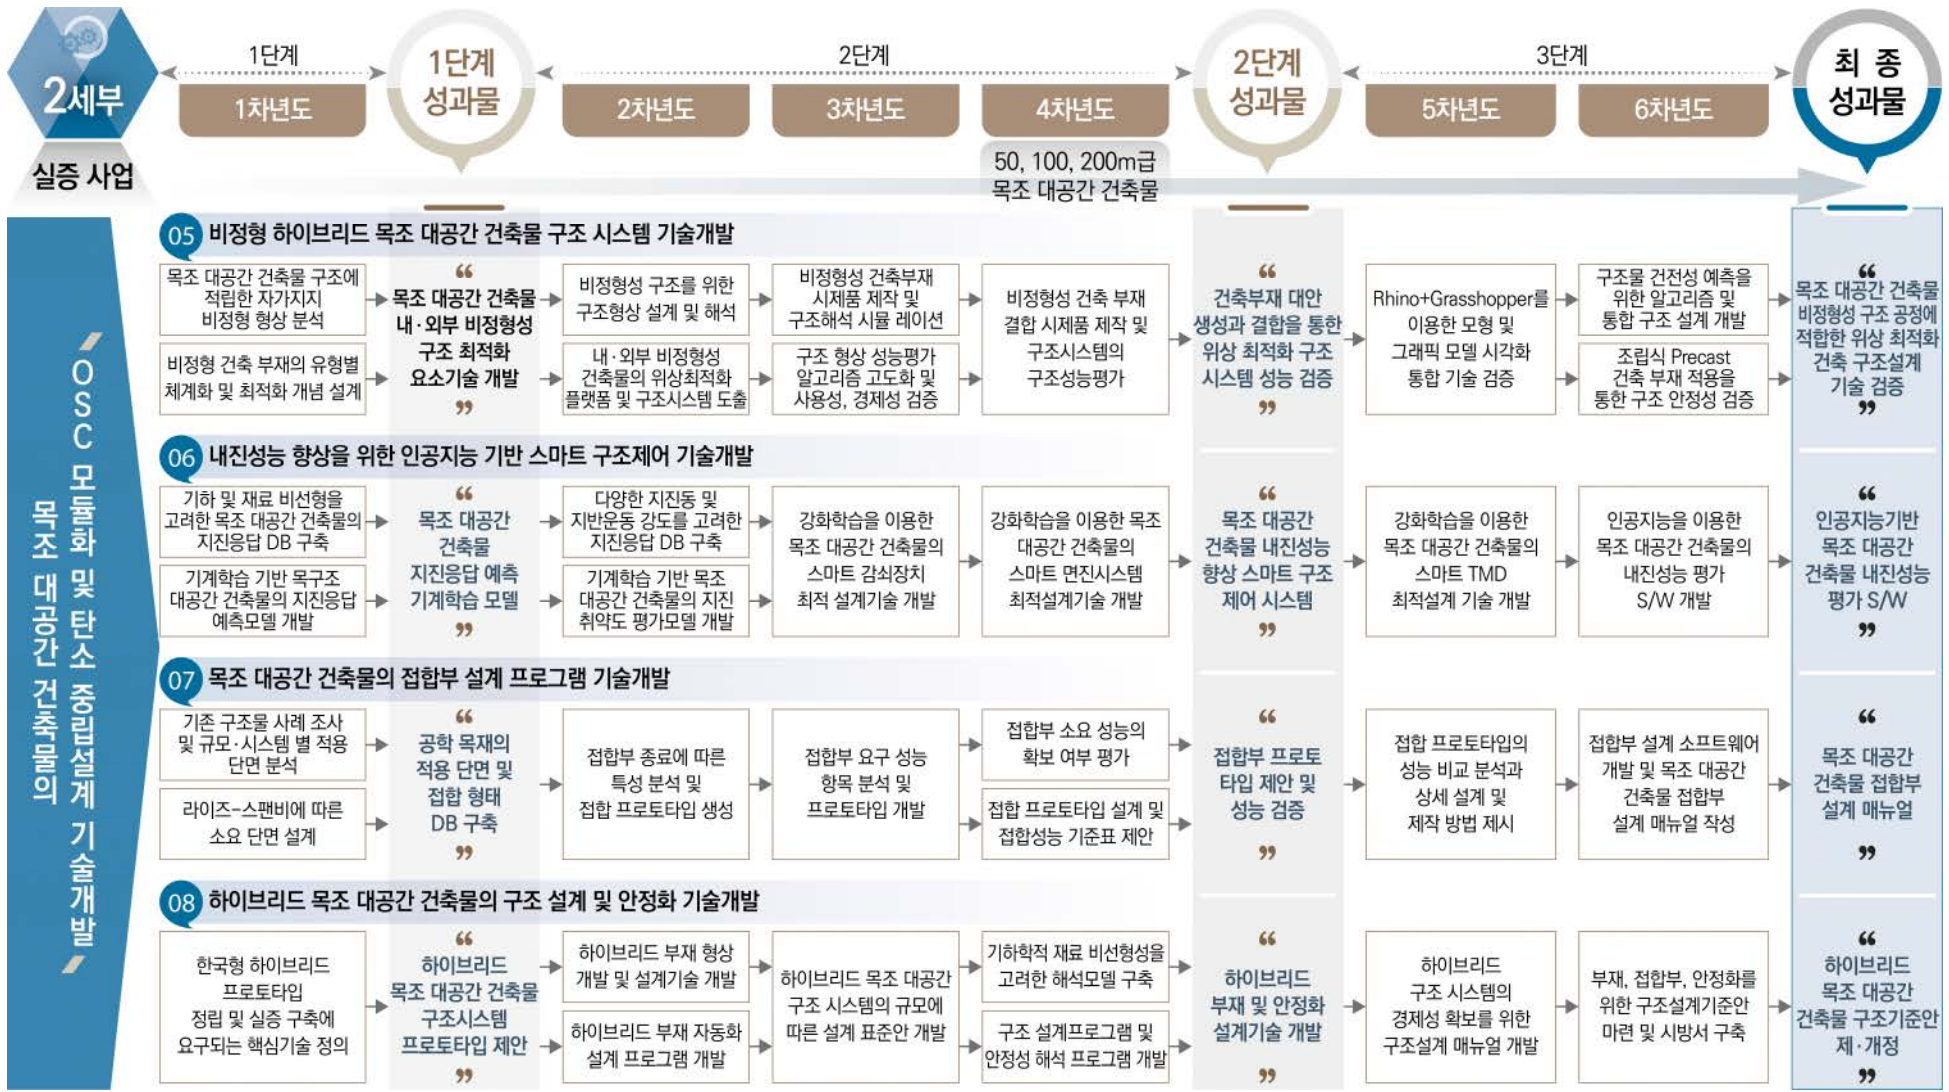 2세부
실증 사업
1단계
1차년도
1단계
성과물
2단계
2차년도
3차년도
4차년도
50, 100, 200m급
목조 대공간 건축물
2단계
성과물
3단계
5차년도
6차년도
최 종
성과물
OSC 모듈화 및 탄소 중립설계 기술개발
목조 대공간 건축물의
05 비정형 하이브리드 목조 대공간 건축물 구조 시스템 기술개발
목조 대공간 건축물 구조에
적립한 자가지지
비정형 형상 분석
비정형 건축 부재의 유형별
체계화 및 최적화 개념 설계
“
목조 대공간 건축물
내·외부 비정형성
구조 최적화
요소기술 개발
”
비정형성 구조를 위한
구조형상 설계 및 해석
내·외부 비정형성
건축물의 위상최적화
플랫폼 및 구조시스템 도출
비정형성 건축부재
시제품 제작 및
구조해석 시뮬 레이션
구조 형상 성능평가
알고리즘 고도화 및
사용성, 경제성 검증
비정형성 건축 부재
결합 시제품 제작 및
구조시스템의
구조성능평가
“
건축부재 대안
생성과 결합을 통한
위상 최적화 구조
시스템 성능 검증
”
Rhino+Grasshopper를
이용한 모형 및
그래픽 모델 시각화
통합 기술 검증
구조물 건전성 예측을
위한 알고리즘 및
통합 구조 설계 개발
조립식 Precast
건축 부재 적용을
통한 구조 안정성 검증
“
목조 대공간 건축물
비정형성 구조 공정에
적합한 위상 최적화
건축 구조설계
기술 검증
”
06 내진성능 향상을 위한 인공지능 기반 스마트 구조제어 기술개발
기하 및 재료 비선형을
고려한 목조 대공간 건축물의
지진응답 DB 구축
기계학습 기반 목구조
대공간 건축물의 지진응답
예측모델 개발
“
목조 대공간
건축물
지진응답 예측
기계학습 모델
”
다양한 지진동 및
지반운동 강도를 고려한
지진응답 DB 구축
기계학습 기반 목조
대공간 건축물의 지진
취약도 평가모델 개발
강화학습을 이용한
목조 대공간 건축물의
스마트 감쇠장치
최적 설계기술 개발
강화학습을 이용한 목조
대공간 건축물의
스마트 면진시스템
최적설계기술 개발
“
목조 대공간
건축물 내진성능
향상 스마트 구조
제어 시스템
”
강화학습을 이용한
목조 대공간 건축물의
스마트 TMD
최적설계 기술 개발
인공지능을 이용한
목조 대공간 건축물의
내진성능 평가
S/W 개발
“
인공지능기반
목조 대공간
건축물 내진성능
평가 S/W
”
07 목조 대공간 건축물의 접합부 설계 프로그램 기술개발
기존 구조물 사례 조사
및 규모·시스템 별 적용
단면 분석
라이즈-스팬비에 따른
소요 단면 설계
“
공학 목재의
적용 단면 및
접합 형태
DB 구축
”
접합부 종류에 따른
특성 분석 및
접합 프로토타입 생성
접합부 요구 성능
항목 분석 및
프로토타입 개발
접합부 소요 성능의
확보 여부 평가
접합 프로토타입 설계 및
접합성능 기준표 제안
“
접합부 프로토
타입 제안 및
성능 검증
”
접합 프로토타입의
성능 비교 분석과
상세 설계 및
제작 방법 제시
접합부 설계 소프트웨어
개발 및 목조 대공간
건축물 접합부
설계 매뉴얼 작성
“
목조 대공간
건축물 접합부
설계 매뉴얼
”
08 하이브리드 목조 대공간 건축물의 구조 설계 및 안정화 기술개발
한국형 하이브리드
프로토타입
정립 및 실증 구축에
요구되는 핵심기술 정의
“
하이브리드
목조 대공간 건축물
구조시스템
프로토타입 제안
”
하이브리드 부재 형상
개발 및 설계기술 개발
하이브리드 부재 자동화
설계 프로그램 개발
하이브리드 목조 대공간
구조 시스템의 규모에
따른 설계 표준안 개발
기하학적 재료 비선형성을
고려한 해석모델 구축
구조 설계프로그램 및
안정성 해석 프로그램 개발
“
하이브리드
부재 및 안정화
설계기술 개발
”
하이브리드
구조 시스템의
경제성 확보를 위한
구조설계 매뉴얼 개발
부재, 접합부, 안정화를
위한 구조설계기준안
마련 및 시방서 구축
“
하이브리드
목조 대공간
건축물 구조기준안
제·개정
”